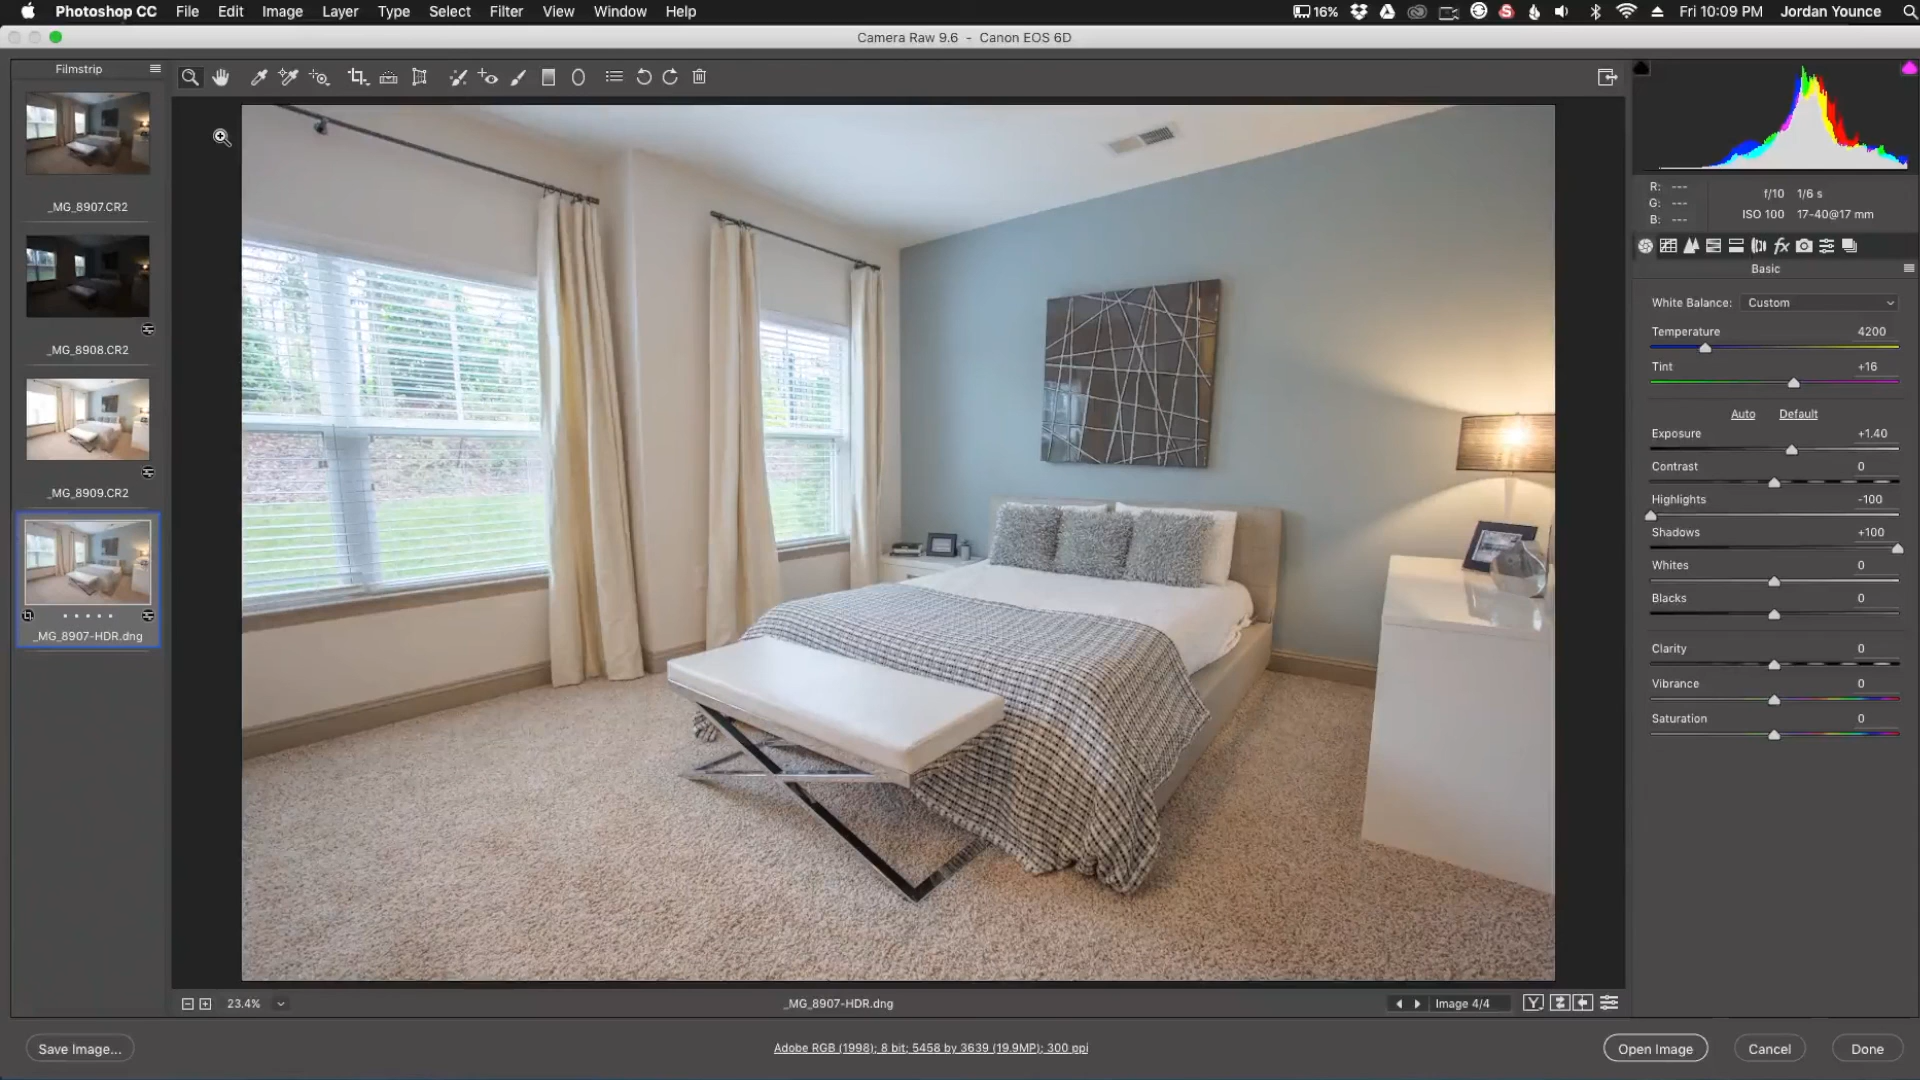 Photoshop CC File Edit Image Layer Type Select Filter View Window Help 16% Fri 10:09 PM Jordan Younce
Camera Raw 9.6 - Canon EOS 6D
Filmstrip
_MG_8907.CR2
_MG_8908.CR2
_MG_8909.CR2
_MG_8907-HDR.dng
R: ---
G: ---
B: ---
f/10 1/6 s
ISO 100 17-40@17 mm
fx
Basic
White Balance: Custom
Temperature 4200
Tint +16
Auto Default
Exposure +1.40
Contrast 0
Highlights -100
Shadows +100
Whites 0
Blacks 0
Clarity 0
Vibrance 0
Saturation 0
23.4% _MG_8907-HDR.dng Image 4/4 Y
Save Image... Adobe RGB (1998); 8 bit; 5458 by 3639 (19.9MP); 300 ppi Open Image Cancel Done